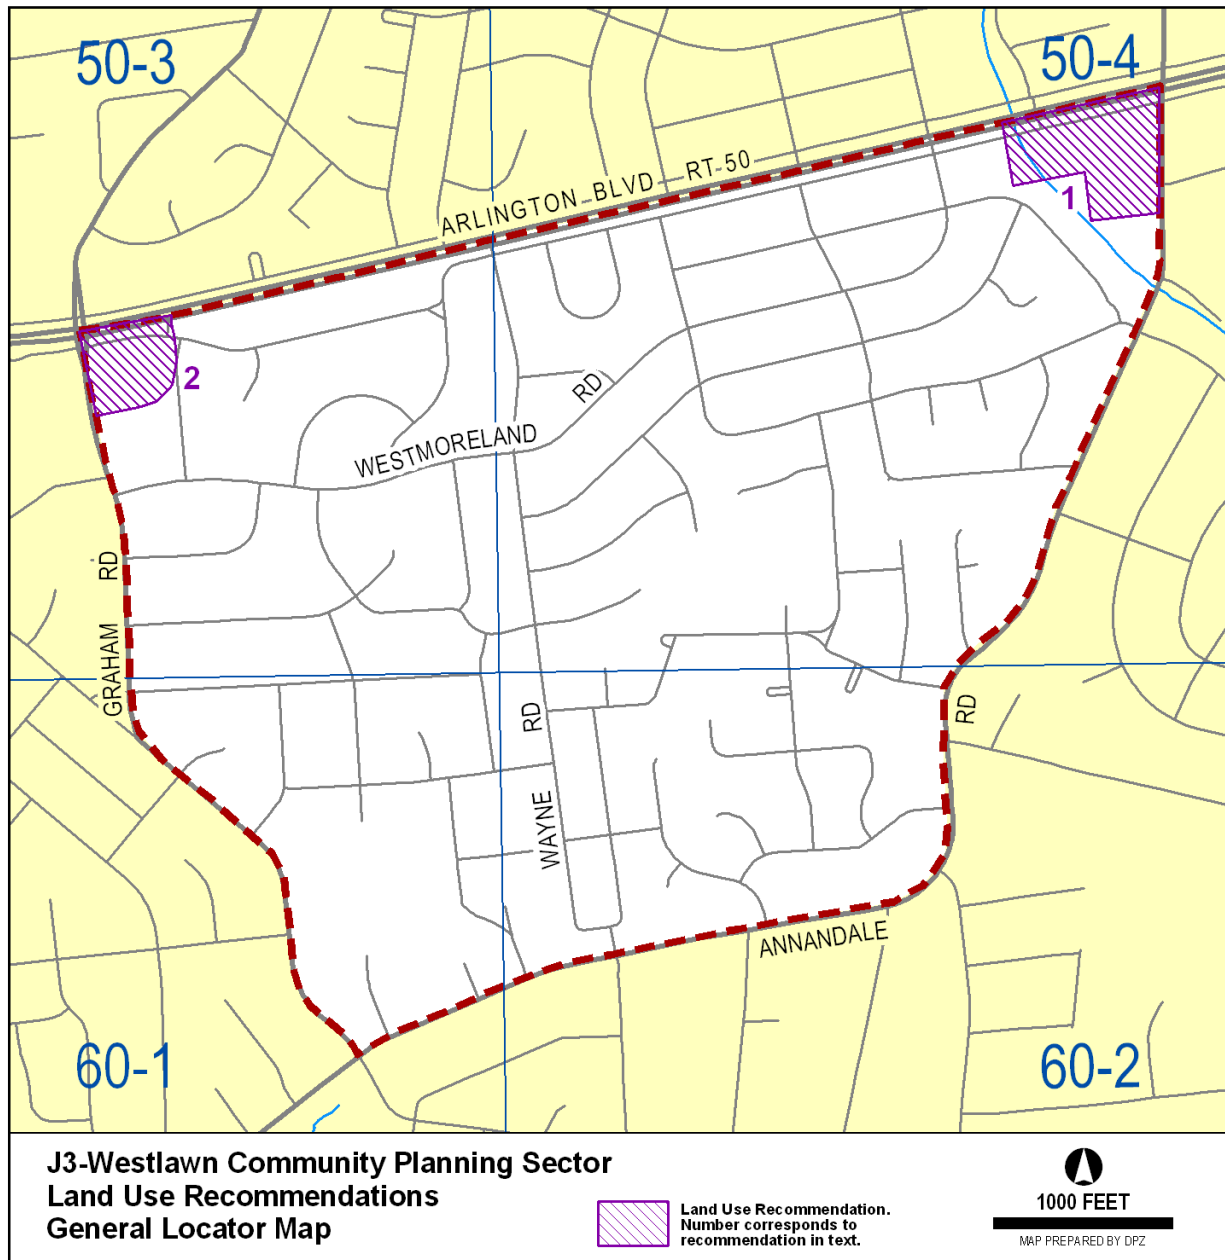 50-3
50-4
ARLINGTON BLVD RT 50
1
2
RD
WESTMORELAND
RD
GRAHAM
RD
RD
WAYNE
ANNANDALE
60-1
60-2
J3-Westlawn Community Planning Sector
Land Use Recommendations
General Locator Map
Land Use Recommendation.
Number corresponds to
recommendation in text.
1000 FEET
MAP PREPARED BY DPZ